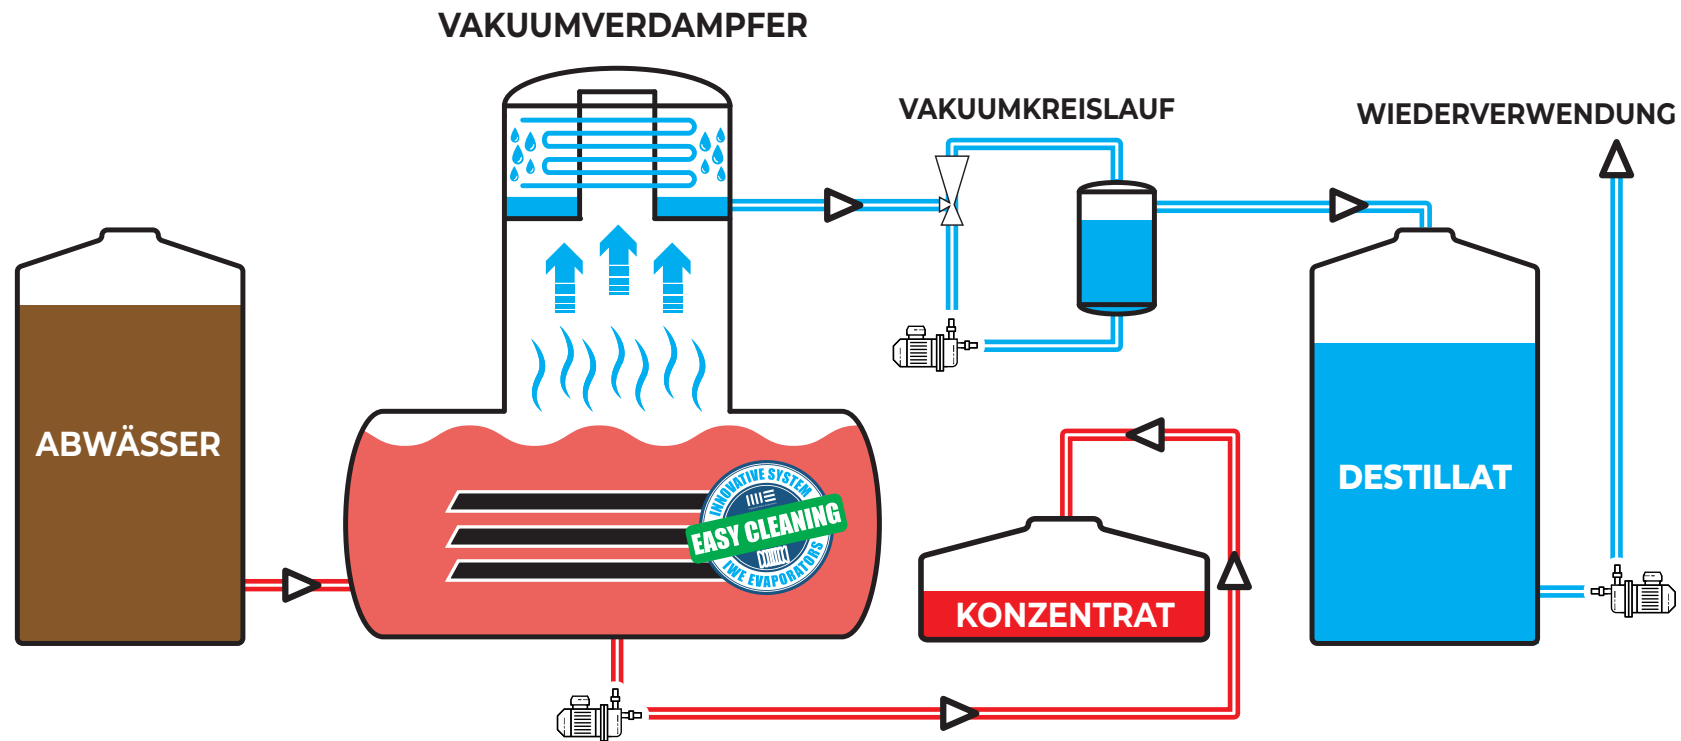 VAKUUMVERDAMPFER
VAKUUMKREISLAUF
WIEDERVERWENDUNG
ABWÄSSER
INNOVATIVE SYSTEM
EASY CLEANING
IWE EVAPORATORS
DESTILLAT
KONZENTRAT